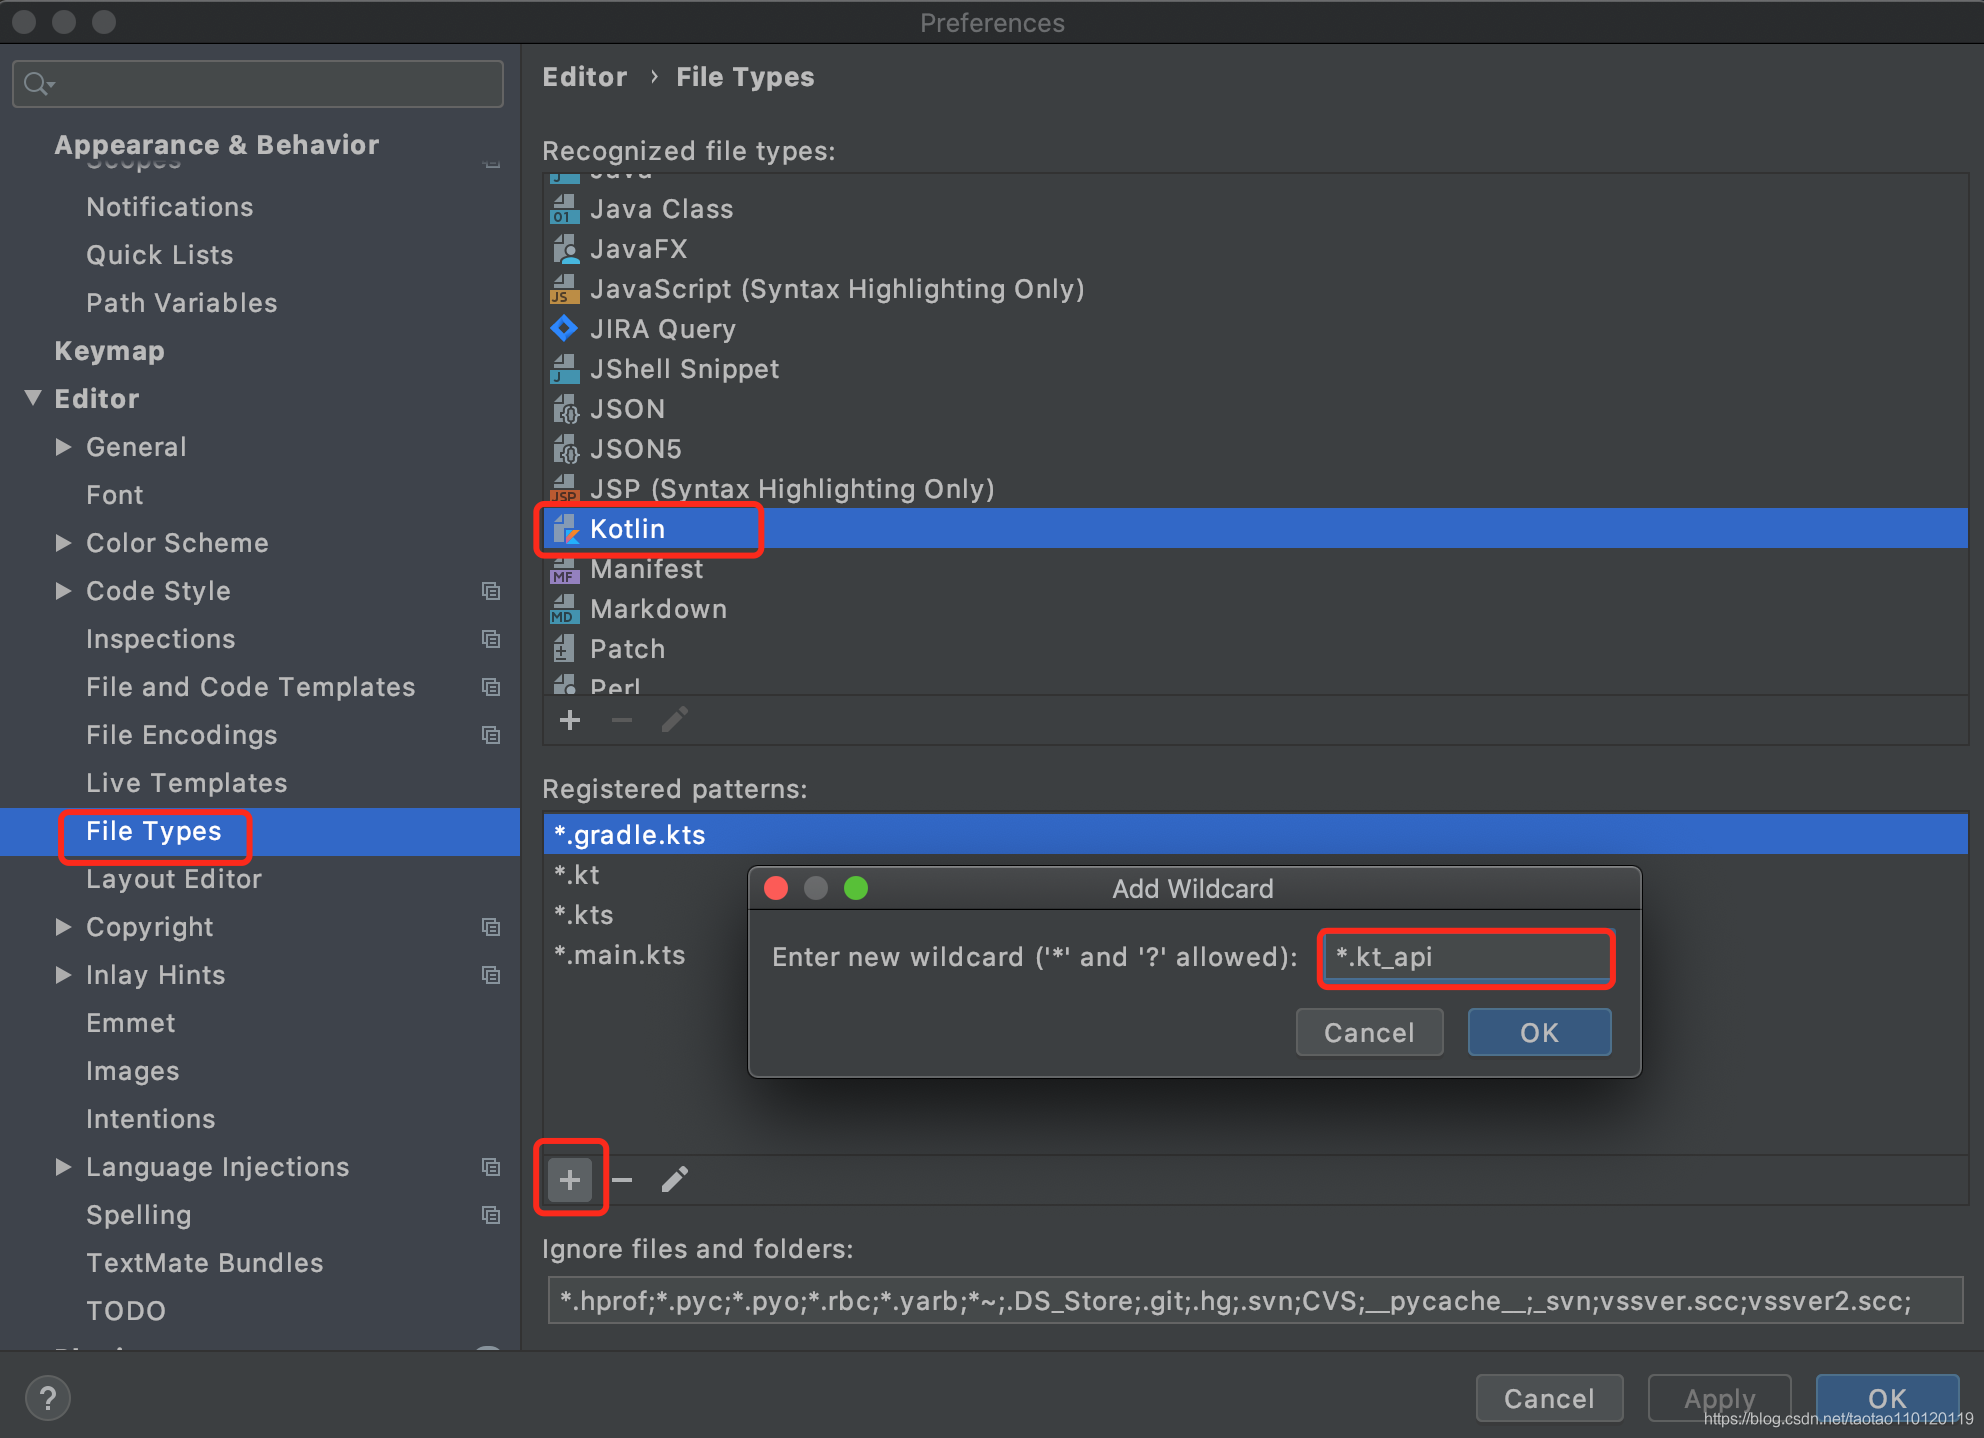 Preferences
Appearance & Behavior
Scopes
Notifications
Quick Lists
Path Variables
Keymap
Editor
General
Font
Color Scheme
Code Style
Inspections
File and Code Templates
File Encodings
Live Templates
File Types
Layout Editor
Copyright
Inlay Hints
Emmet
Images
Intentions
Language Injections
Spelling
TextMate Bundles
TODO
?
Editor › File Types
Recognized file types:
Java
Java Class
JavaFX
JavaScript (Syntax Highlighting Only)
JIRA Query
JShell Snippet
JSON
JSON5
JSP (Syntax Highlighting Only)
Kotlin
Manifest
Markdown
Patch
Perl
Registered patterns:
*.gradle.kts
*.kt
*.kts
*.main.kts
Add Wildcard
Enter new wildcard ('*' and '?' allowed): *.kt_api
Cancel OK
Ignore files and folders:
*.hprof;*.pyc;*.pyo;*.rbc;*.yarb;*~;.DS_Store;.git;.hg;.svn;CVS;__pycache__;_svn;vssver.scc;vssver2.scc;
Cancel Apply OK
https://blog.csdn.net/taotao110120119